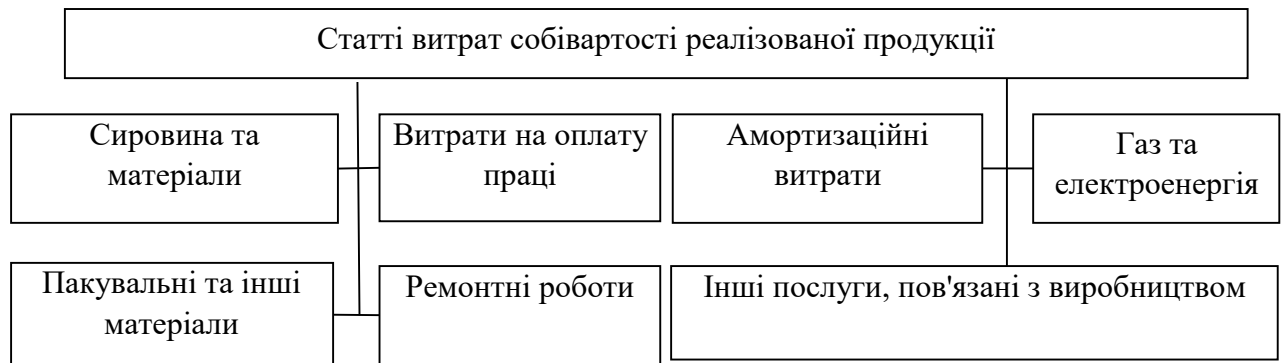 Статті витрат собівартості реалізованої продукції
Сировина та
матеріали
Витрати на оплату
праці
Амортизаційні
витрати
Газ та
електроенергія
Пакувальні та інші
матеріали
Ремонтні роботи
Інші послуги, пов'язані з виробництвом